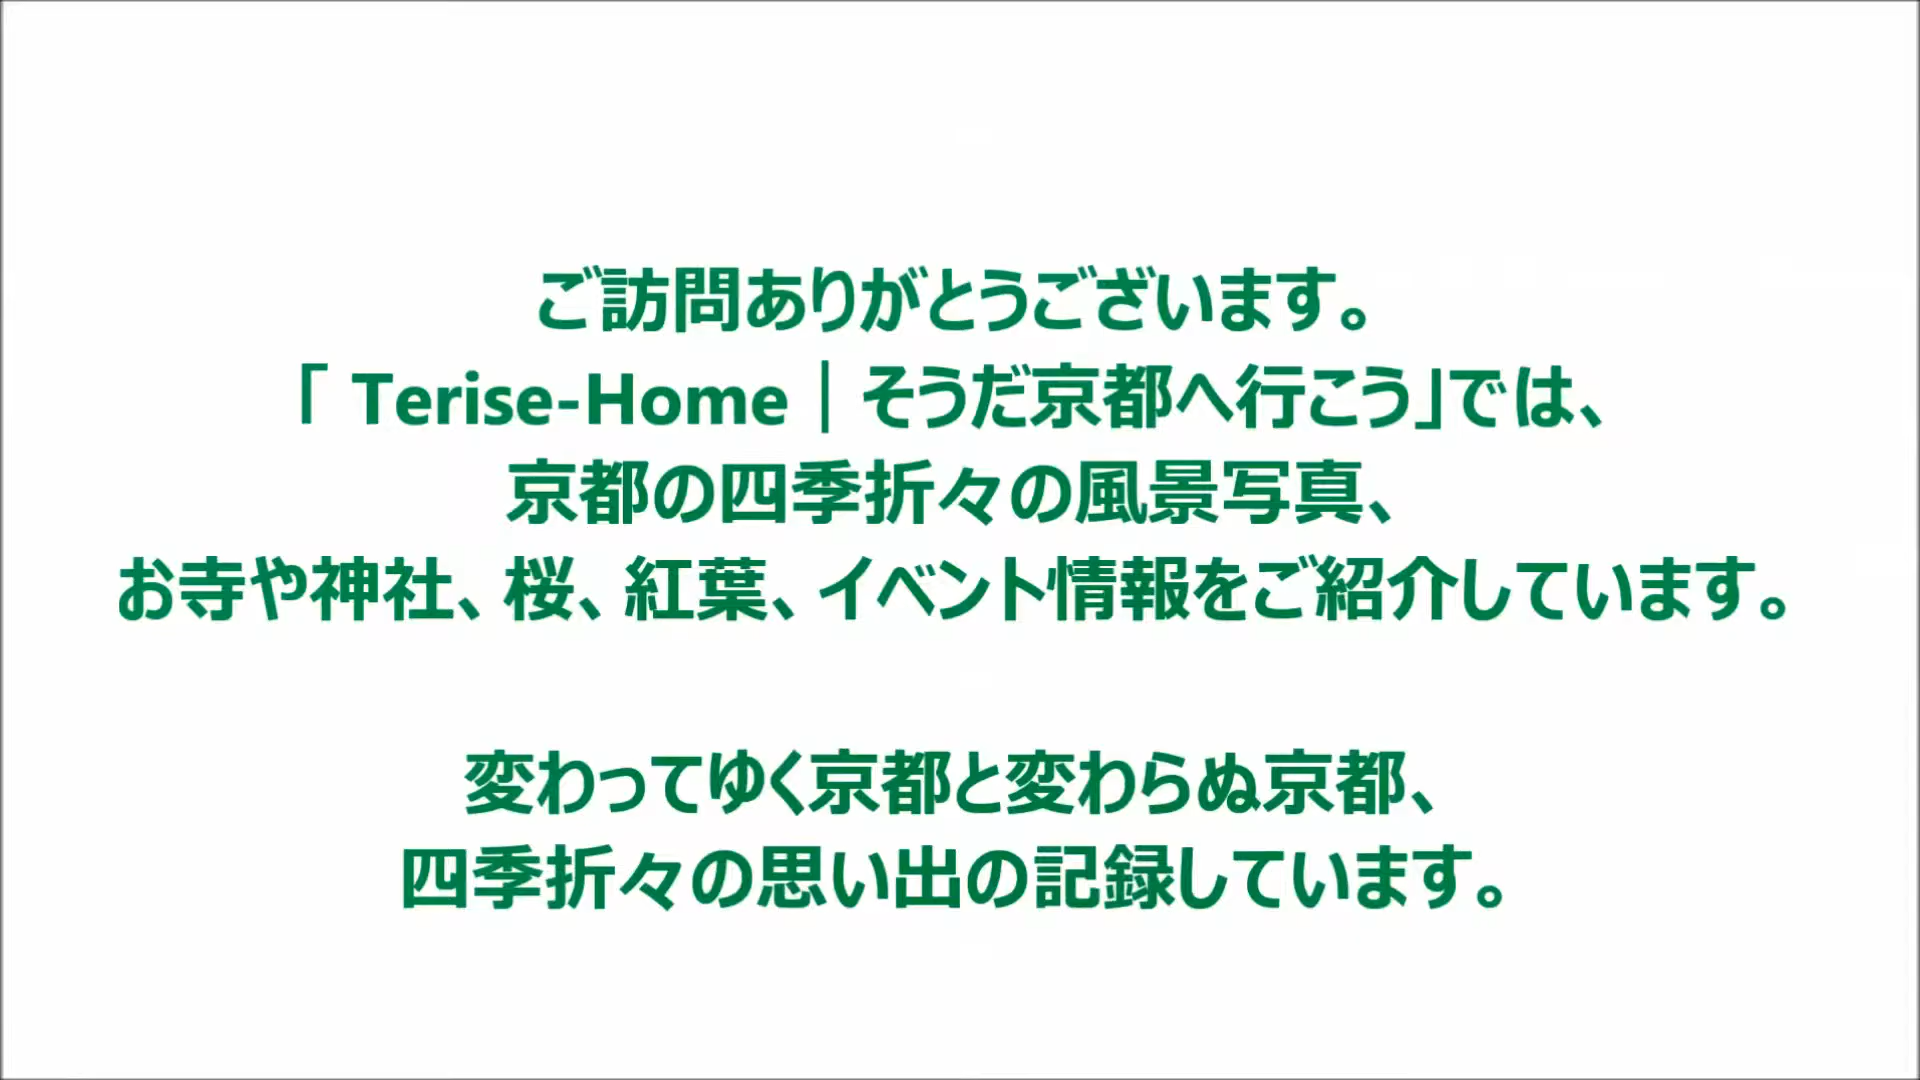 ご訪問ありがとうございます。
「 Terise-Home｜そうだ京都へ行こう」では、
京都の四季折々の風景写真、
お寺や神社、桜、紅葉、イベント情報をご紹介しています。
変わってゆく京都と変わらぬ京都、
四季折々の思い出の記録しています。